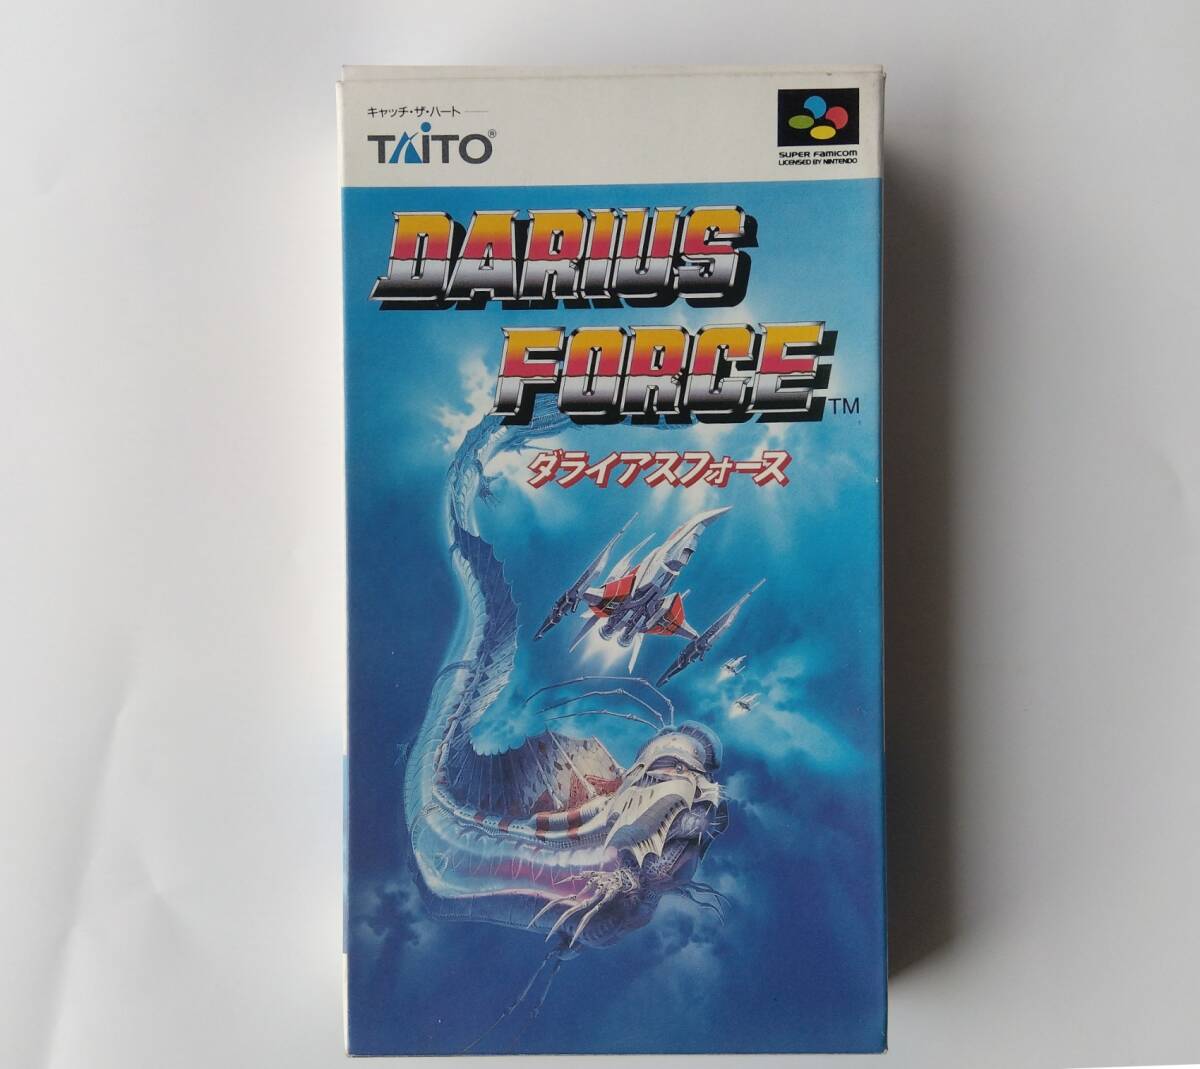 キャッチ・ザ・ハート
TAiTO®
SUPER FAMICOM
LICENSED BY NINTENDO
DARIUS
FORCE TM
ダライアスフォース